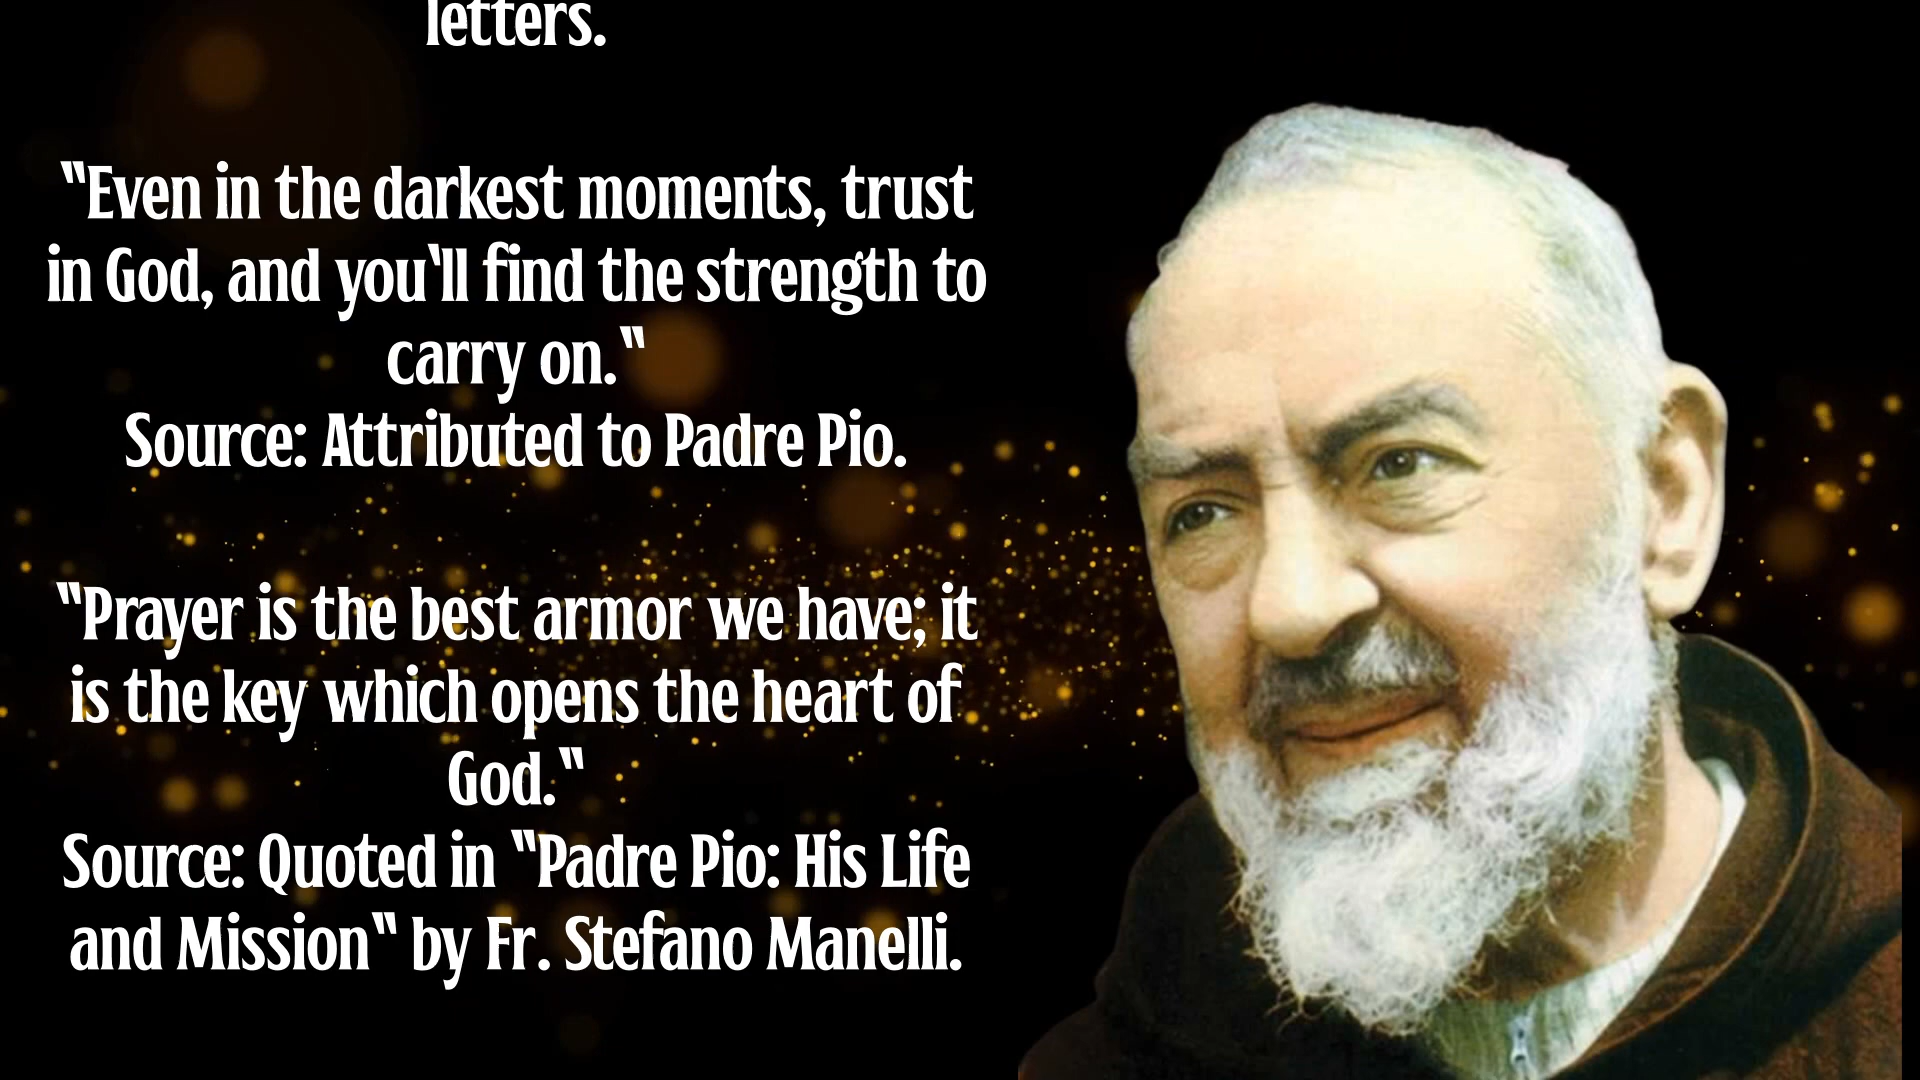 letters.
"Even in the darkest moments, trust
in God, and you'll find the strength to
carry on."
Source: Attributed to Padre Pio.
"Prayer is the best armor we have; it
is the key which opens the heart of
God."
Source: Quoted in "Padre Pio: His Life
and Mission" by Fr. Stefano Manelli.